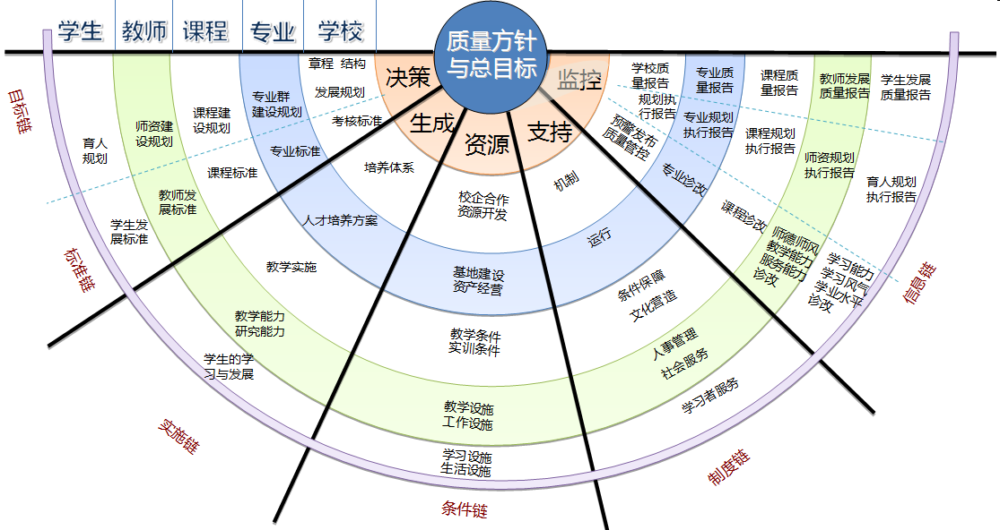 学生 教师 课程 专业 学校
质量方针
与总目标
决策
生成
资源
支持
监控
章程 结构
发展规划
考核标准
专业群
建设规划
专业标准
课程建
设规划
课程标准
师资建
设规划
教师发
展标准
育人
规划
学生发
展标准
目标链
标准链
培养体系
人才培养方案
教学实施
教学能力
研究能力
学生的学
习与发展
实施链
校企合作
资源开发
基地建设
资产经营
教学条件
实训条件
教学设施
工作设施
学习设施
生活设施
条件链
机制
运行
条件保障
文化营造
人事管理
社会服务
学习者服务
制度链
学校质
量报告
规划执
行报告
预警发布
质量管控
专业质
量报告
专业规划
执行报告
专业诊改
课程质
量报告
课程规划
执行报告
课程诊改
教师发展
质量报告
师资规划
执行报告
师德师风
教学能力
服务能力
诊改
学生发展
质量报告
育人规划
执行报告
学习能力
学习风气
学业水平
诊改
信息链